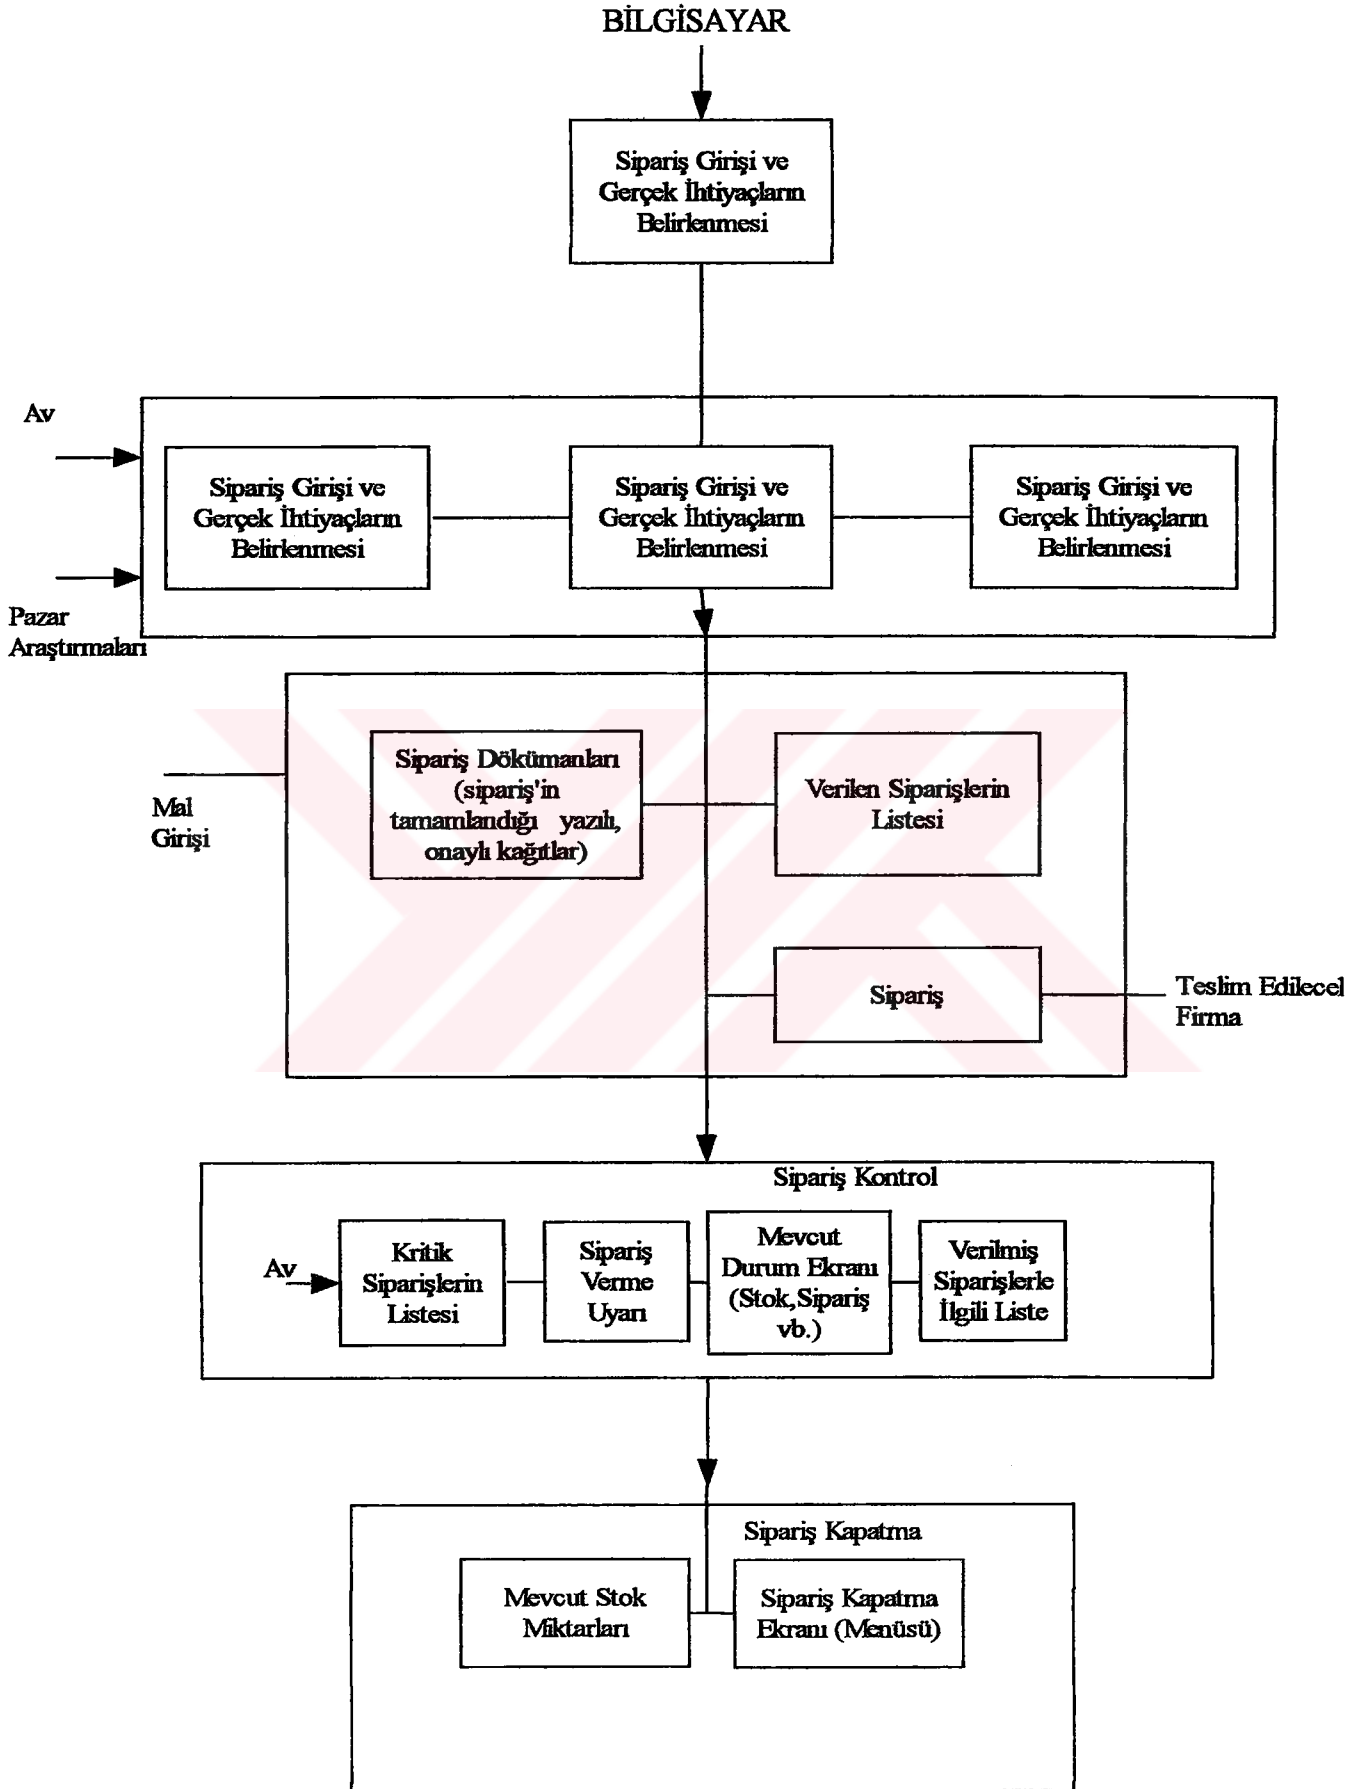 BİLGİSAYAR
Sipariş Girişi ve
Gerçek İhtiyaçların
Belirlenmesi
Av
Sipariş Girişi ve
Gerçek İhtiyaçların
Belirlenmesi
Sipariş Girişi ve
Gerçek İhtiyaçların
Belirlenmesi
Sipariş Girişi ve
Gerçek İhtiyaçların
Belirlenmesi
Pazar
Araştırmaları
Sipariş Dökümanları
(sipariş'in
tamamlandığı yazılı,
onaylı kağıtlar)
Verilen Siparişlerin
Listesi
Mal
Girişi
Sipariş
Teslim Edilecel
Firma
Sipariş Kontrol
Av
Kritik
Siparişlerin
Listesi
Sipariş
Verme
Uyarı
Mevcut
Durum Ekranı
(Stok,Sipariş
vb.)
Verilmiş
Siparişlerle
İlgili Liste
Sipariş Kapatma
Mevcut Stok
Miktarları
Sipariş Kapatma
Ekranı (Menüsü)